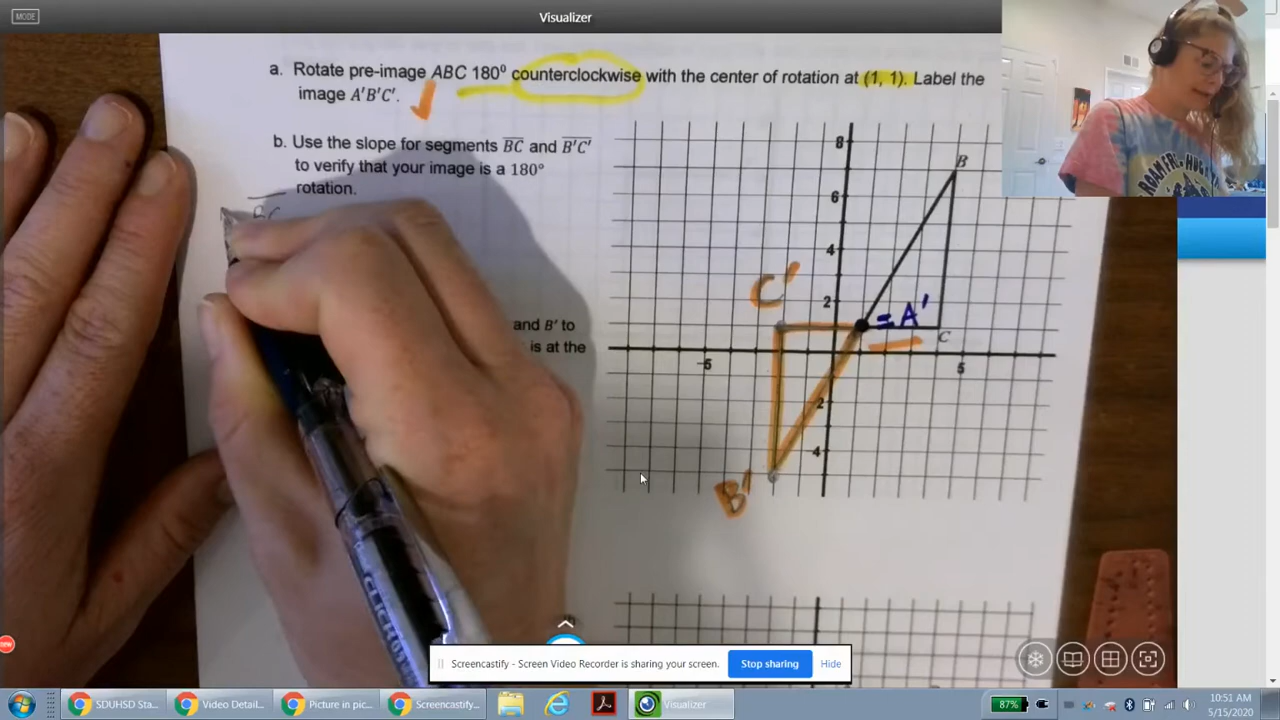 MODE
Visualizer
a. Rotate pre-image ABC 180° counterclockwise with the center of rotation at (1, 1). Label the
image A'B'C'.
b. Use the slope for segments BC and B'C'
to verify that your image is a 180°
rotation.
BC
and B' to
is at the
8
B
6
4
C'
2
= A'
C
-5
5
2
4
B'
new
CLICHÉ
Screencastify - Screen Video Recorder is sharing your screen.
Stop sharing
Hide
SDUHSD Sta...
Video Detail...
Picture in pic...
Screencastify...
Visualizer
87%
10:51 AM
5/15/2020